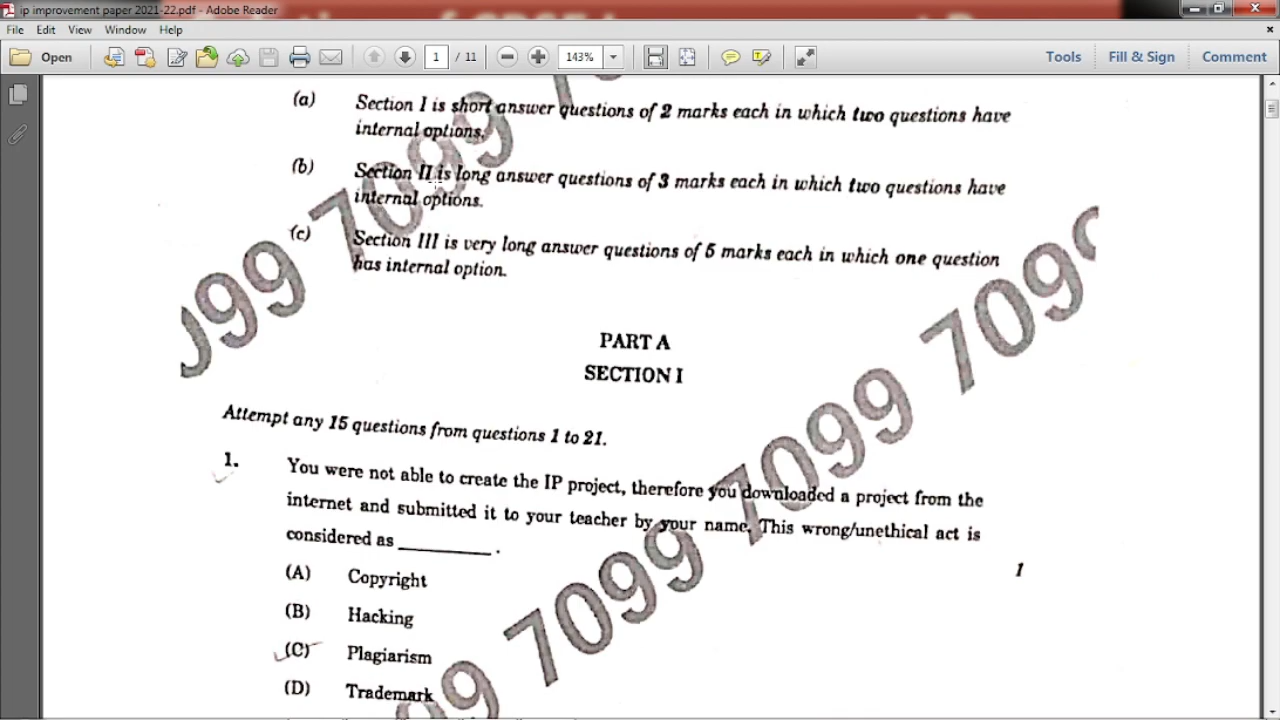 ip improvement paper 2021-22.pdf - Adobe Reader
File Edit View Window Help
Open 1 / 11 143% Tools Fill & Sign Comment
(a) Section I is short answer questions of 2 marks each in which two questions have
internal options.
(b) Section II is long answer questions of 3 marks each in which two questions have
internal options.
(c) Section III is very long answer questions of 5 marks each in which one question
has internal option.
PART A
SECTION I
Attempt any 15 questions from questions 1 to 21.
1. You were not able to create the IP project, therefore you downloaded a project from the
internet and submitted it to your teacher by your name. This wrong/unethical act is
considered as __________ .
1
(A) Copyright
(B) Hacking
(C) Plagiarism
(D) Trademark
099 7099 7
09 7099 7099 7099